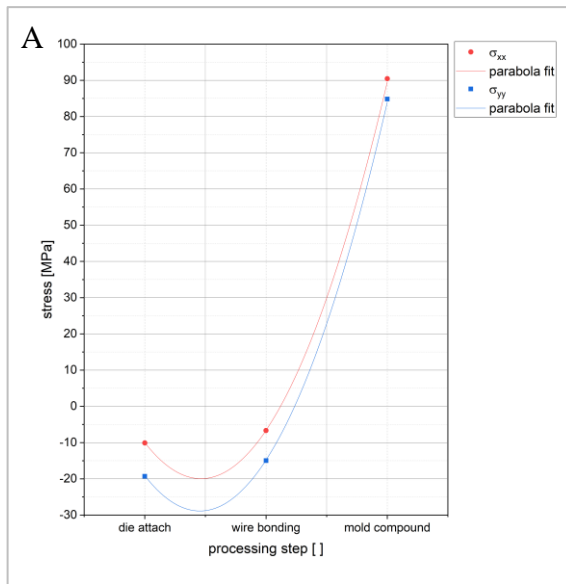 A
100
90
80
70
60
50
40
30
20
10
0
-10
-20
-30
stress [MPa]
die attach
wire bonding
mold compound
processing step [ ]
σxx
parabola fit
σyy
parabola fit